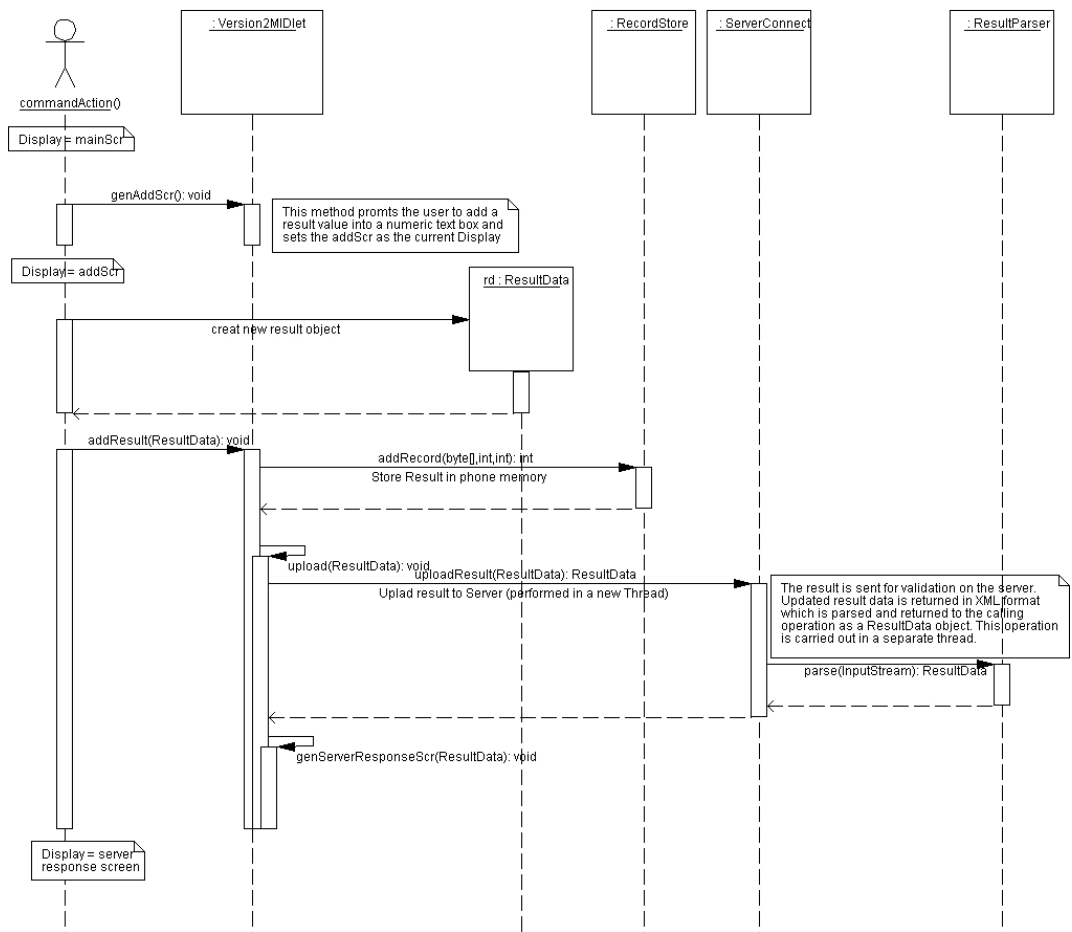 : Version2MIDlet
: RecordStore
: ServerConnect
: ResultParser
commandAction()
Display = mainScr
genAddScr(): void
This method promts the user to add a
result value into a numeric text box and
sets the addScr as the current Display
Display = addScr
rd : ResultData
creat new result object
addResult(ResultData): void
addRecord(byte[],int,int): int
Store Result in phone memory
upload(ResultData): void
uploadResult(ResultData): ResultData
Uplad result to Server (performed in a new Thread)
The result is sent for validation on the server.
Updated result data is returned in XML format
which is parsed and returned to the calling
operation as a ResultData object. This operation
is carried out in a separate thread.
parse(InputStream): ResultData
genServerResponseScr(ResultData): void
Display = server
response screen